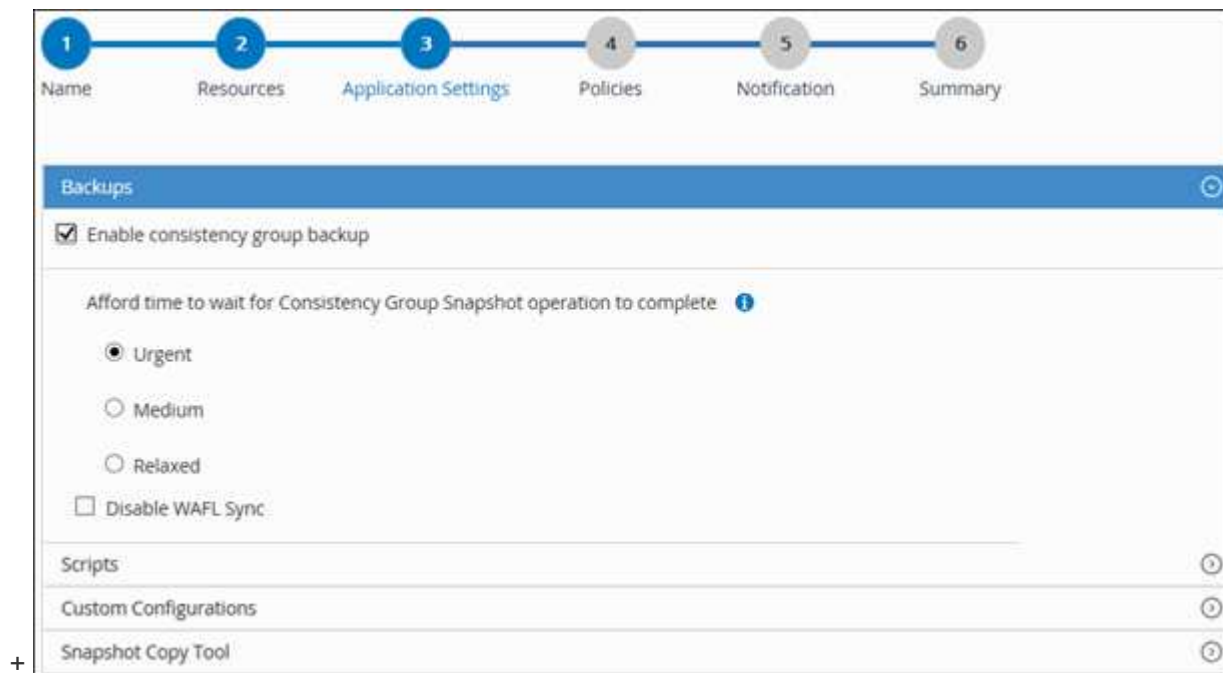 1 2 3 4 5 6
Name Resources Application Settings Policies Notification Summary
Backups
Enable consistency group backup
Afford time to wait for Consistency Group Snapshot operation to complete
Urgent
Medium
Relaxed
Disable WAFL Sync
Scripts
Custom Configurations
Snapshot Copy Tool
+